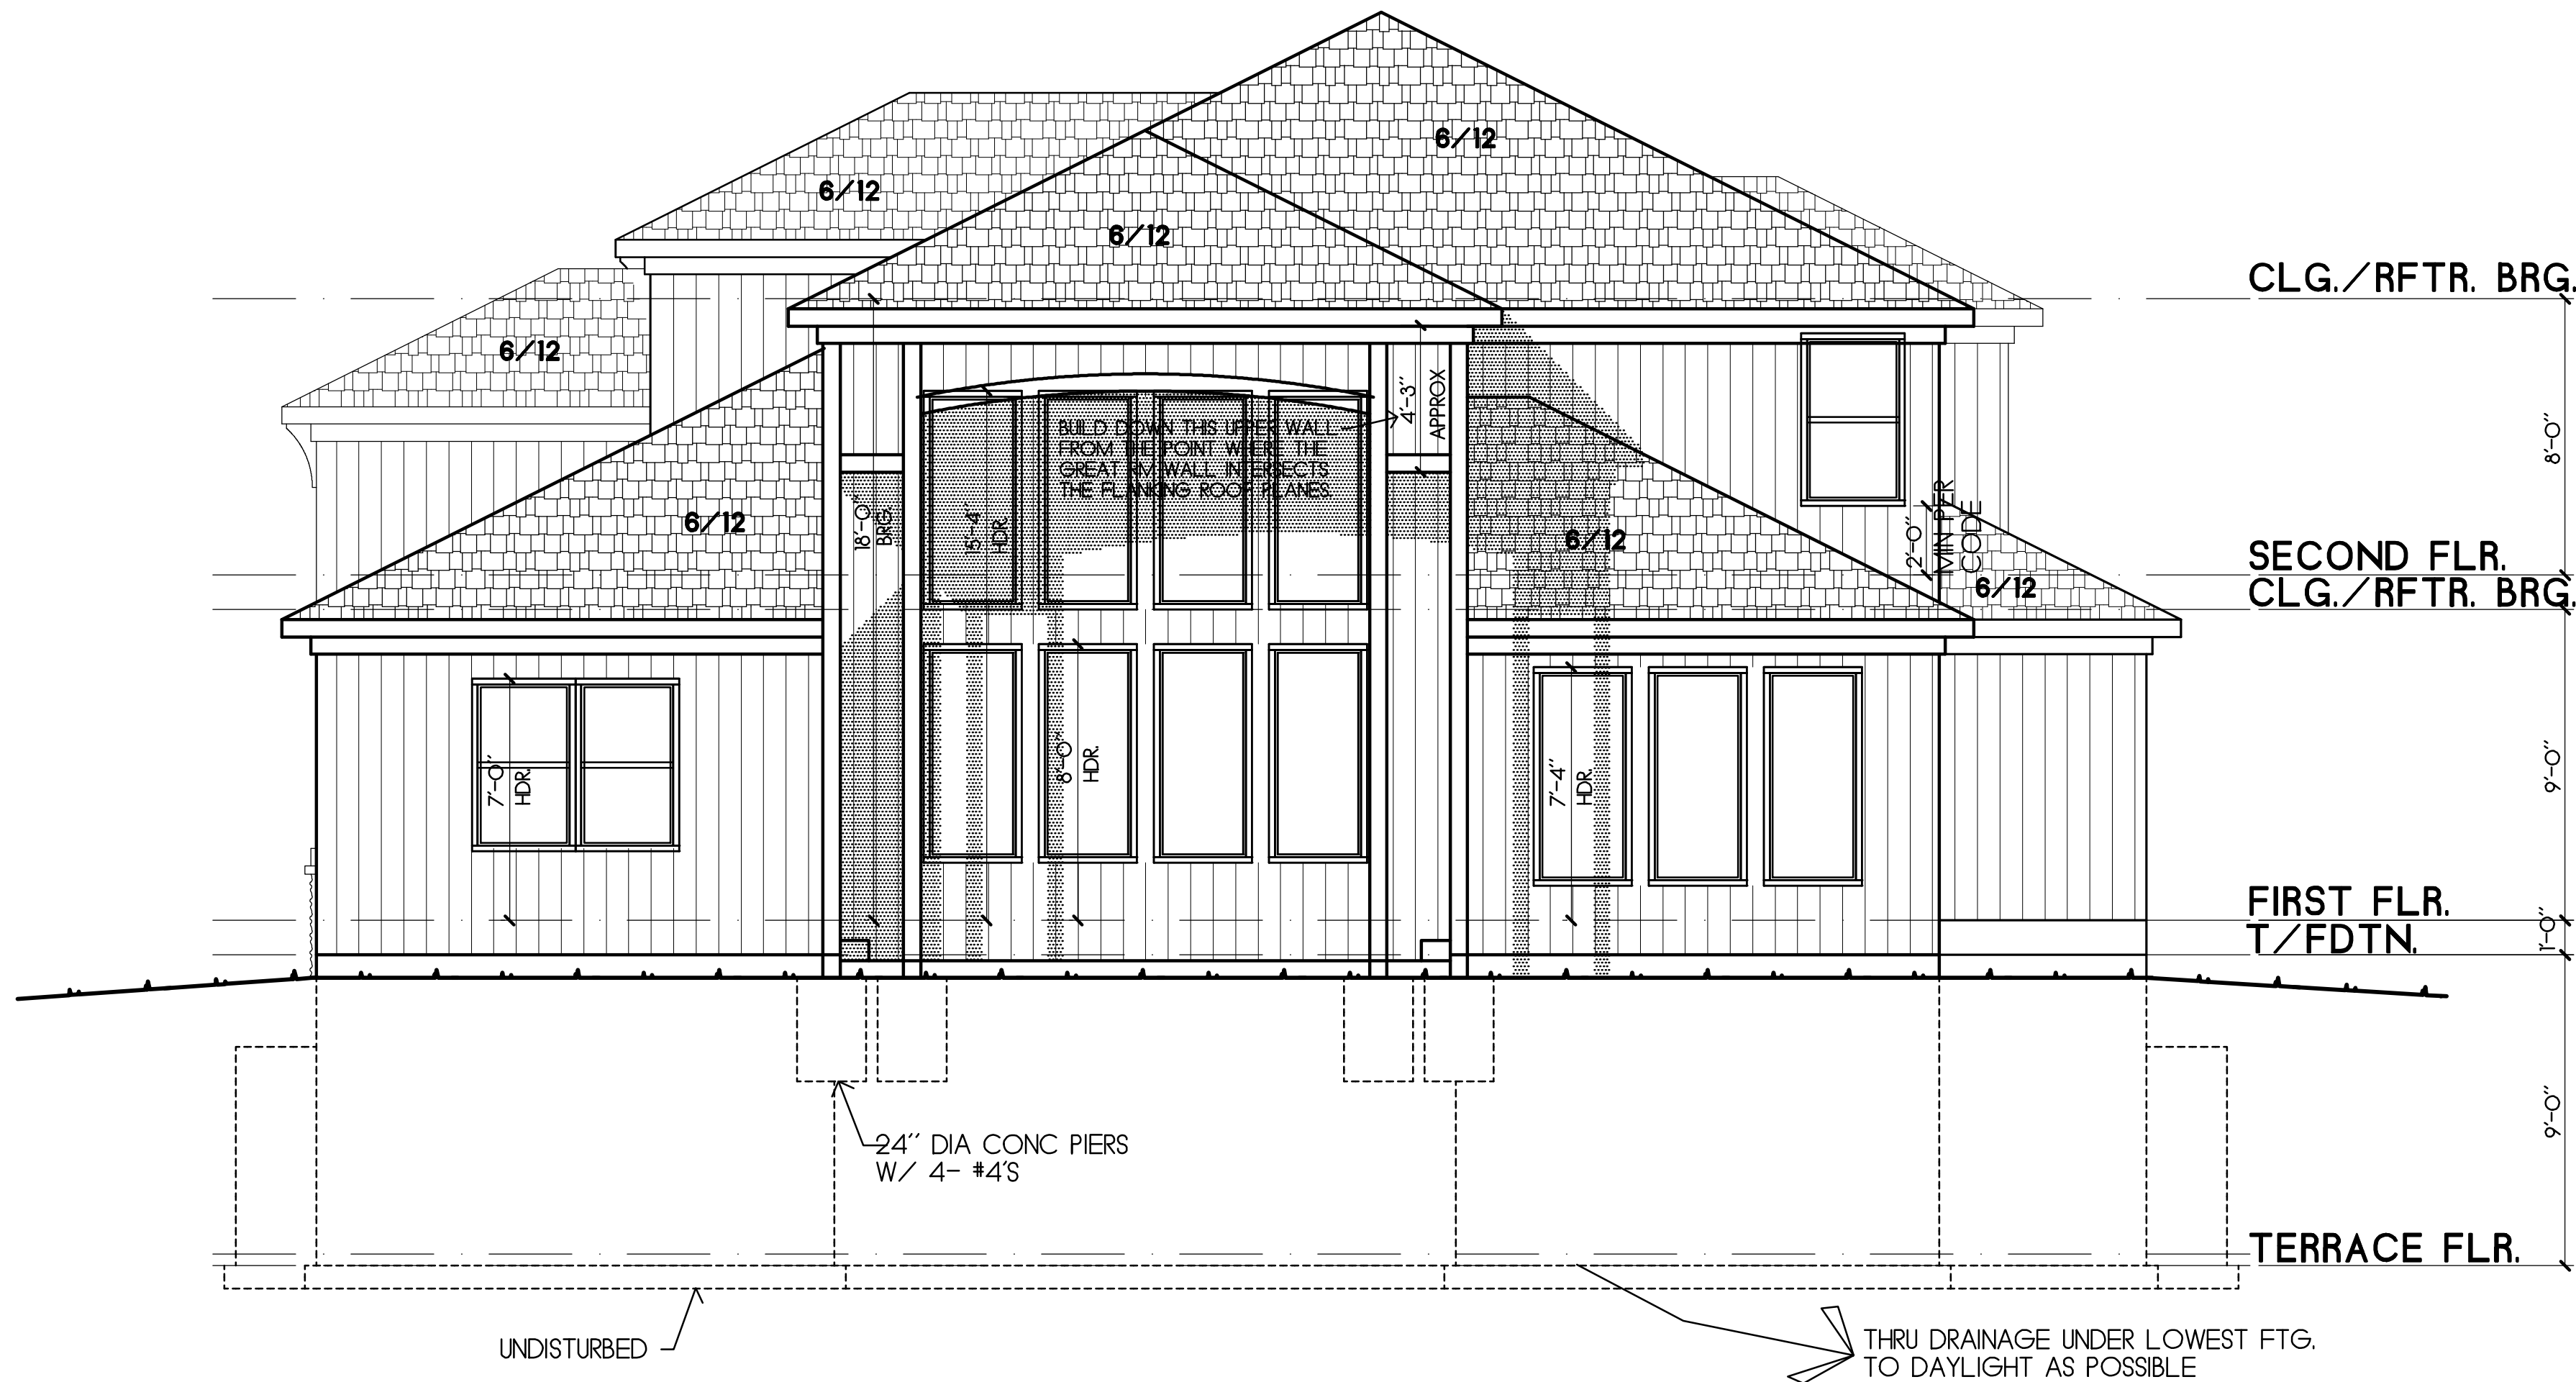 6/12
6/12
6/12
6/12
CLG./RFTR. BRG.
6/12
4'-3"
APPROX
8'-0"
BUILD DOWN THIS UPPER WALL
FROM THE POINT WHERE THE
GREAT RM WALL INTERSECTS
THE FLANKING ROOF PLANES.
18'-0"
BRG.
HDR.
6/12
6/12
2'-0"
MIN PER
CODE
6/12
SECOND FLR.
CLG./RFTR. BRG.
7'-0"
HDR.
8'-0"
HDR.
7'-4"
HDR.
9'-0"
FIRST FLR.
1'-0"
T/FDTN.
9'-0"
24" DIA CONC PIERS
W/ 4- #4'S
TERRACE FLR.
UNDISTURBED
THRU DRAINAGE UNDER LOWEST FTG.
TO DAYLIGHT AS POSSIBLE